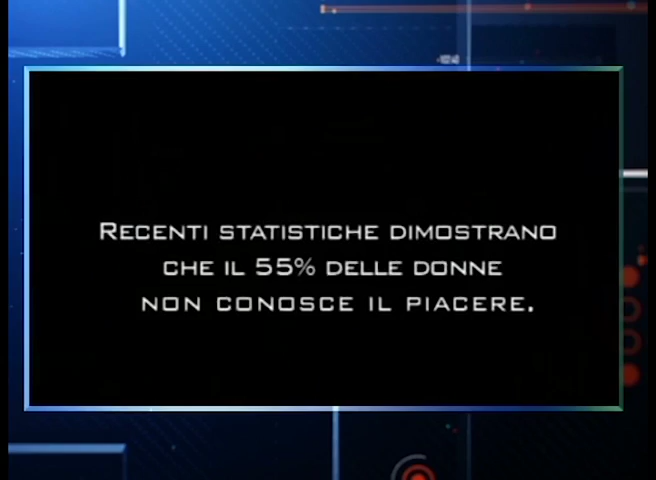 Recenti statistiche dimostrano
che il 55% delle donne
non conosce il piacere.